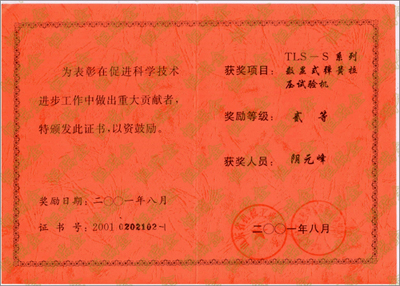 为表彰在促进科学技术
进步工作中做出重大贡献者,
特颁发此证书,以资鼓励。
奖励日期:二〇〇一年八月
证 书 号:2001 0202102-1
获奖项目:TLS-S系列
数显式弹簧拉
压试验机
奖励等级:贰 等
获奖人员:阴元峰
二〇〇一年八月